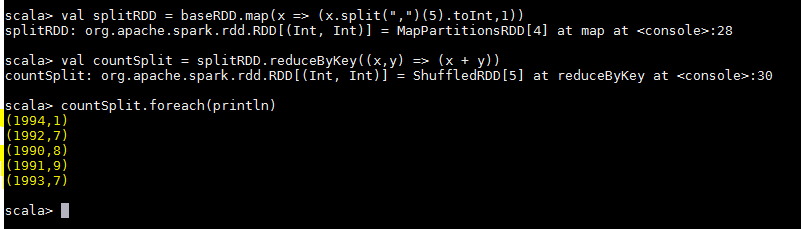 scala> val splitRDD = baseRDD.map(x => (x.split(",")(5).toInt,1))
splitRDD: org.apache.spark.rdd.RDD[(Int, Int)] = MapPartitionsRDD[4] at map at <console>:28
scala> val countSplit = splitRDD.reduceByKey((x,y) => (x + y))
countSplit: org.apache.spark.rdd.RDD[(Int, Int)] = ShuffledRDD[5] at reduceByKey at <console>:30
scala> countSplit.foreach(println)
(1994,1)
(1992,7)
(1990,8)
(1991,9)
(1993,7)
scala>